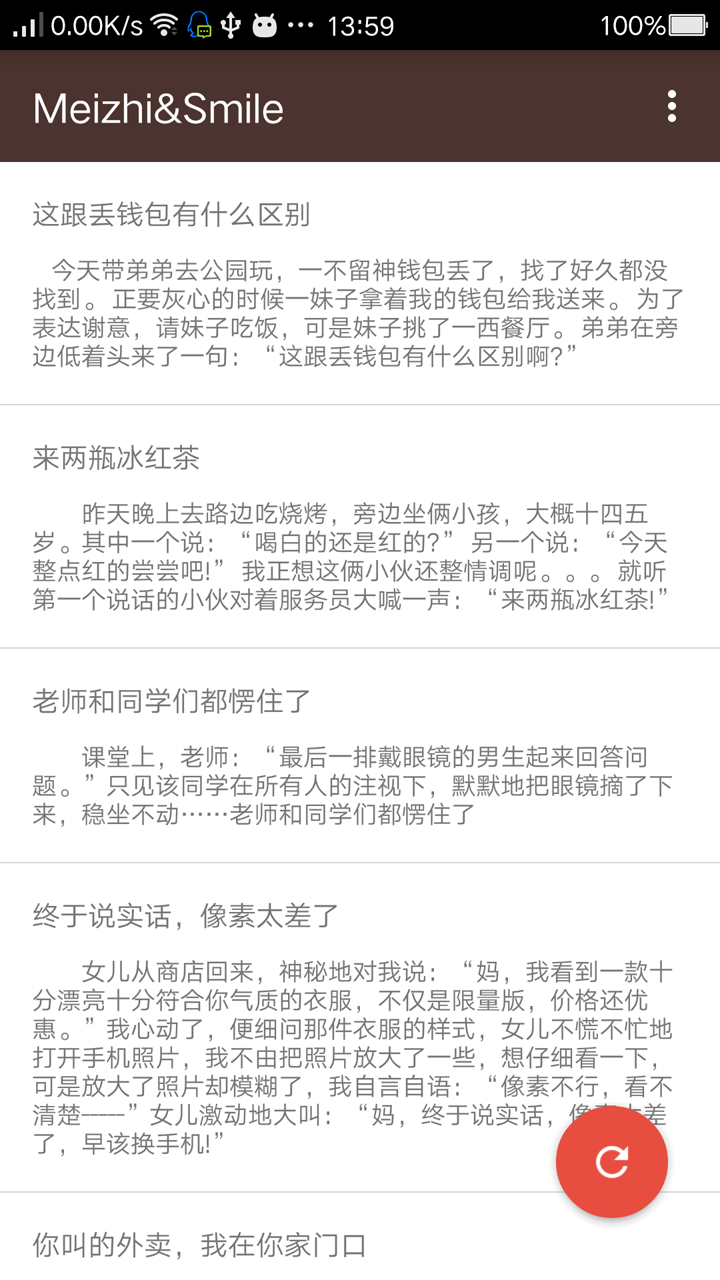 0.00K/s 13:59 100%
Meizhi&Smile
这跟丢钱包有什么区别
今天带弟弟去公园玩，一不留神钱包丢了，找了好久都没
找到。正要灰心的时候一妹子拿着我的钱包给我送来。为了
表达谢意，请妹子吃饭，可是妹子挑了一西餐厅。弟弟在旁
边低着头来了一句：“这跟丢钱包有什么区别啊?”
来两瓶冰红茶
昨天晚上去路边吃烧烤，旁边坐俩小孩，大概十四五
岁。其中一个说：“喝白的还是红的?” 另一个说：“今天
整点红的尝尝吧!” 我正想这俩小伙还整情调呢。。。就听
第一个说话的小伙对着服务员大喊一声：“来两瓶冰红茶!”
老师和同学们都愣住了
课堂上，老师：“最后一排戴眼镜的男生起来回答问
题。”只见该同学在所有人的注视下，默默地把眼镜摘了下
来，稳坐不动……老师和同学们都愣住了
终于说实话，像素太差了
女儿从商店回来，神秘地对我说：“妈，我看到一款十
分漂亮十分符合你气质的衣服，不仅是限量版，价格还优
惠。”我心动了，便细问那件衣服的样式，女儿不慌不忙地
打开手机照片，我不由把照片放大了一些，想仔细看一下，
可是放大了照片却模糊了，我自言自语：“像素不行，看不
清楚-----”女儿激动地大叫：“妈，终于说实话，像素太差
了，早该换手机!”
你叫的外卖，我在你家门口